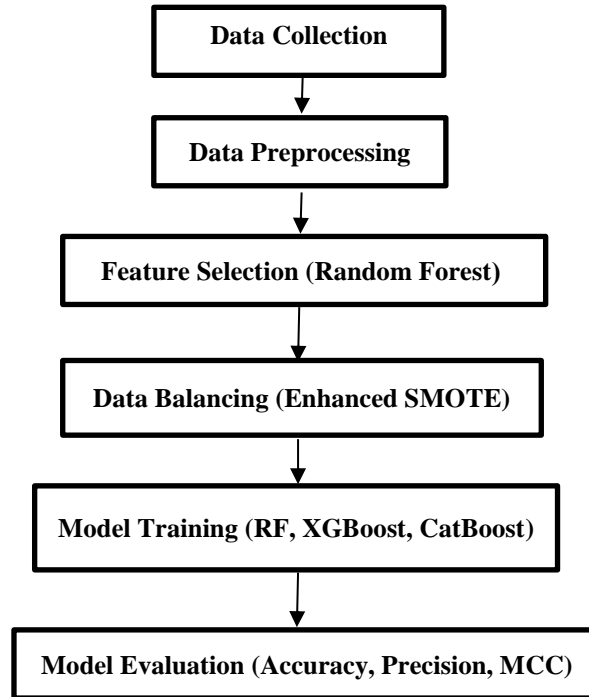 Data Collection
Data Preprocessing
Feature Selection (Random Forest)
Data Balancing (Enhanced SMOTE)
Model Training (RF, XGBoost, CatBoost)
Model Evaluation (Accuracy, Precision, MCC)